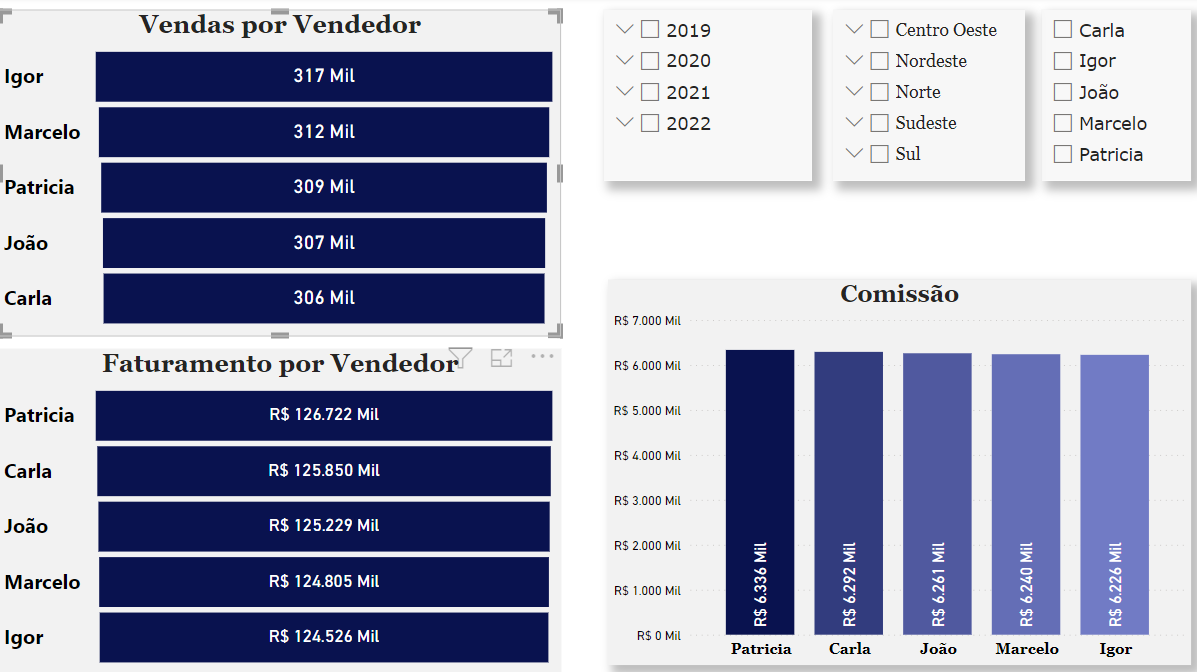 Vendas por Vendedor
Igor 317 Mil
Marcelo 312 Mil
Patricia 309 Mil
João 307 Mil
Carla 306 Mil
Faturamento por Vendedor
Patricia R$ 126.722 Mil
Carla R$ 125.850 Mil
João R$ 125.229 Mil
Marcelo R$ 124.805 Mil
Igor R$ 124.526 Mil
2019
2020
2021
2022
Centro Oeste
Nordeste
Norte
Sudeste
Sul
Carla
Igor
João
Marcelo
Patricia
Comissão
R$ 7.000 Mil
R$ 6.000 Mil
R$ 5.000 Mil
R$ 4.000 Mil
R$ 3.000 Mil
R$ 2.000 Mil
R$ 1.000 Mil
R$ 0 Mil
R$ 6.336 Mil
R$ 6.292 Mil
R$ 6.261 Mil
R$ 6.240 Mil
R$ 6.226 Mil
Patricia Carla João Marcelo Igor